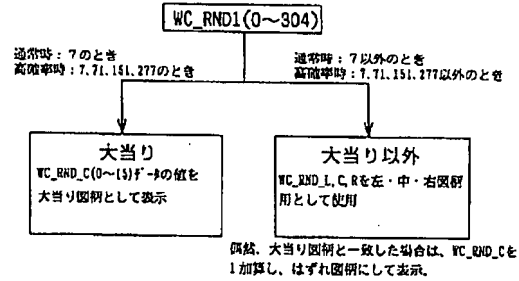 WC_RND1(0～304)
通常時：7のとき
高確率時：7.71.151.277のとき
通常時：7以外のとき
高確率時：7.71.151.277以外のとき
大当り
WC_RND_C(0～15)ﾃﾞｰﾀの値を
大当り図柄として表示
大当り以外
WC_RND_L,C,Rを左・中・右図柄
用として使用
偶然、大当り図柄と一致した場合は、WC_RND_Cを
1加算し、はずれ図柄にして表示。